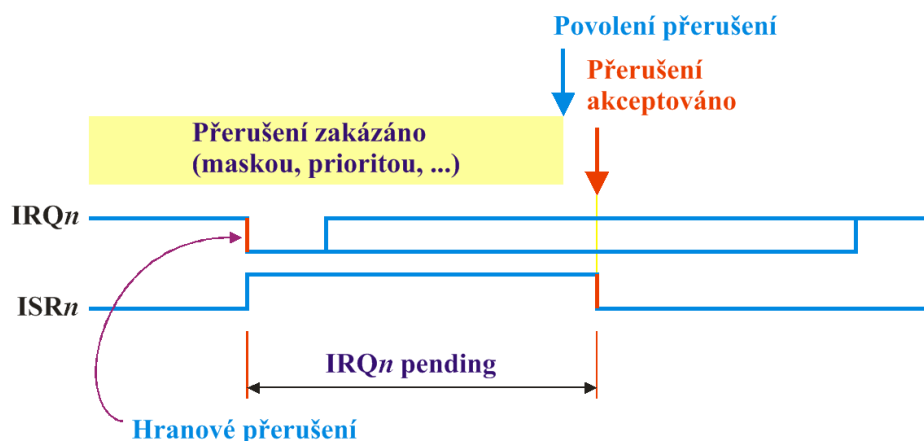 Povolení přerušení
Přerušení
akceptováno
Přerušení zakázáno
(maskou, prioritou, ...)
IRQn
ISRn
IRQn pending
Hranové přerušení